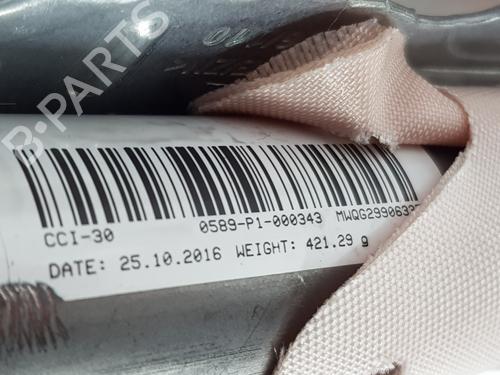 B-PARTS
CCI-30 0589-P1-000343
DATE: 25.10.2016 WEIGHT: 421.29 g